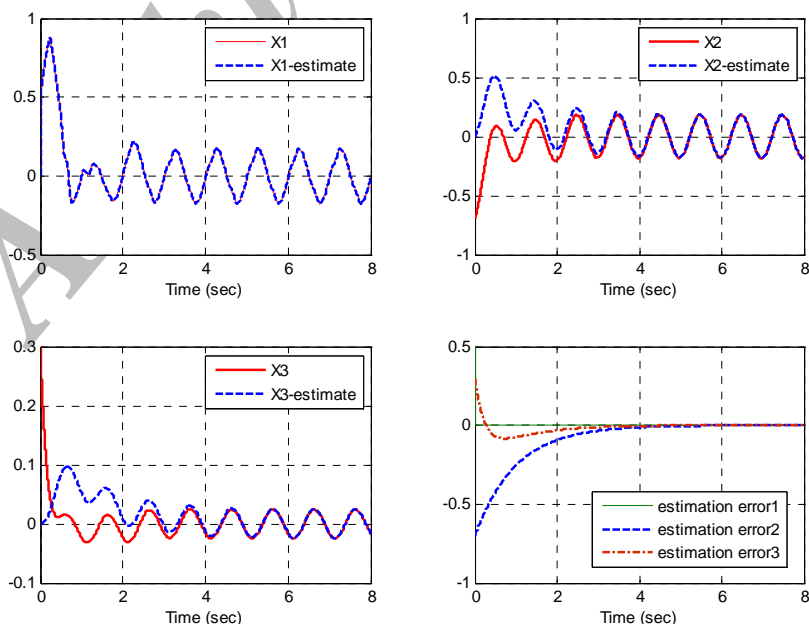 1
0.5
0
-0.5
0 2 4 6 8
Time (sec)
X1
X1-estimate
1
0.5
0
-0.5
-1
0 2 4 6 8
Time (sec)
X2
X2-estimate
0.3
0.2
0.1
0
-0.1
0 2 4 6 8
Time (sec)
X3
X3-estimate
0.5
0
-0.5
-1
0 2 4 6 8
Time (sec)
estimation error1
estimation error2
estimation error3